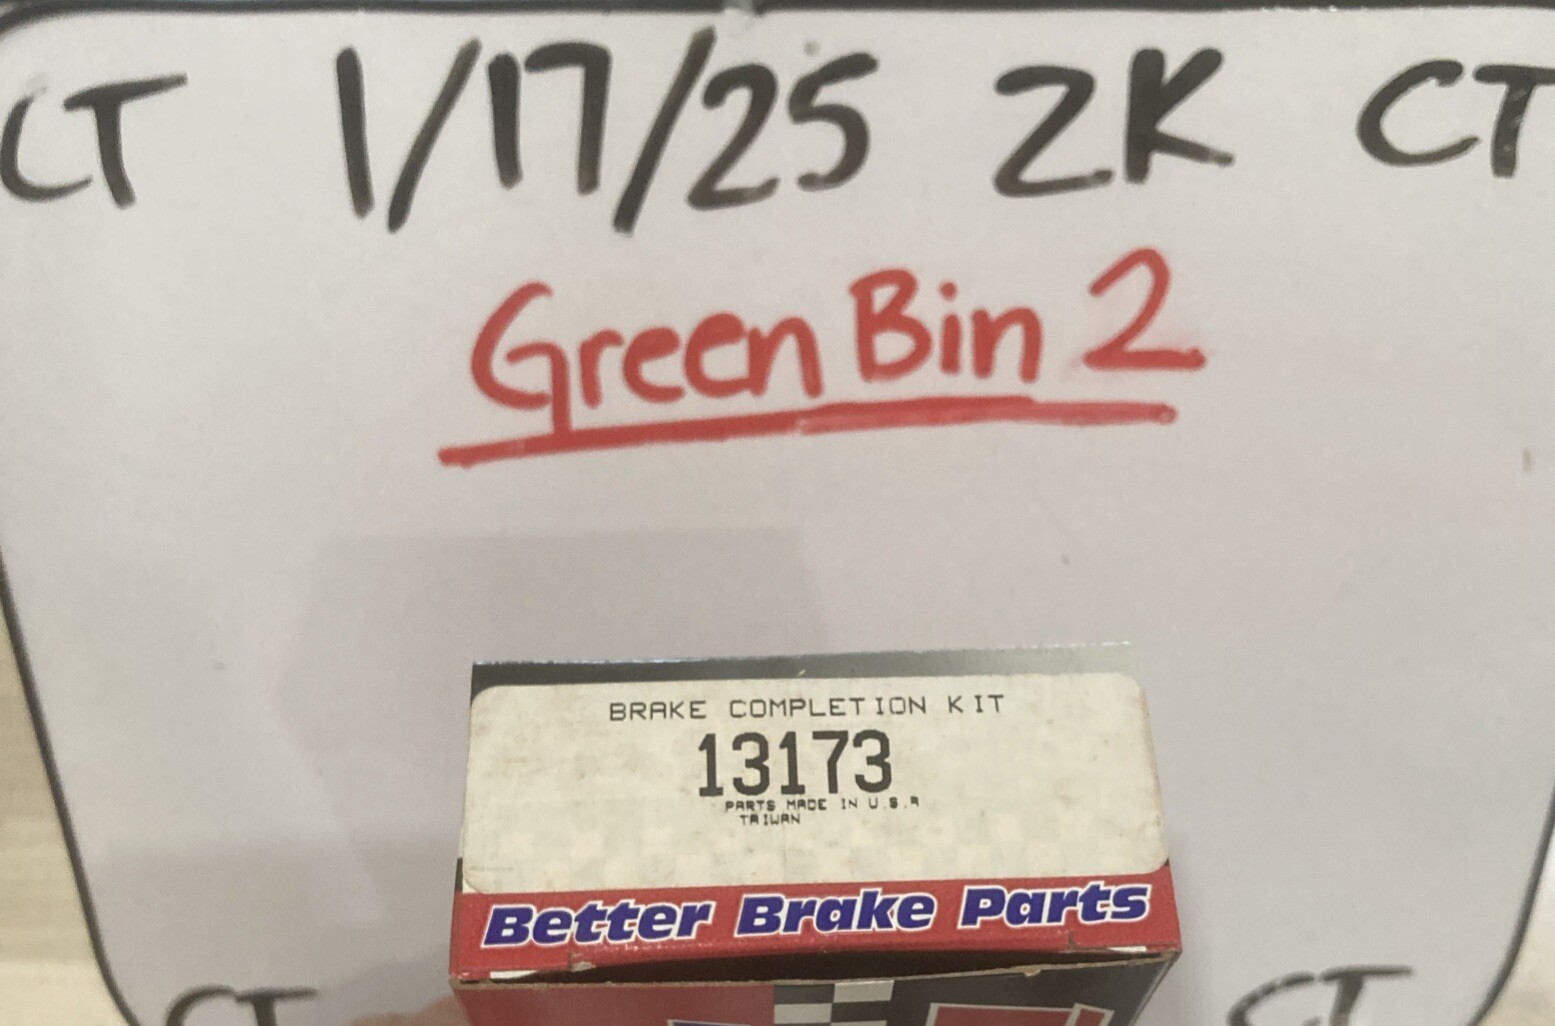 CT 1/17/25 ZK CT
Green Bin 2
BRAKE COMPLETION KIT
13173
PARTS MADE IN U.S.A
TAIWAN
Better Brake Parts
CT CT